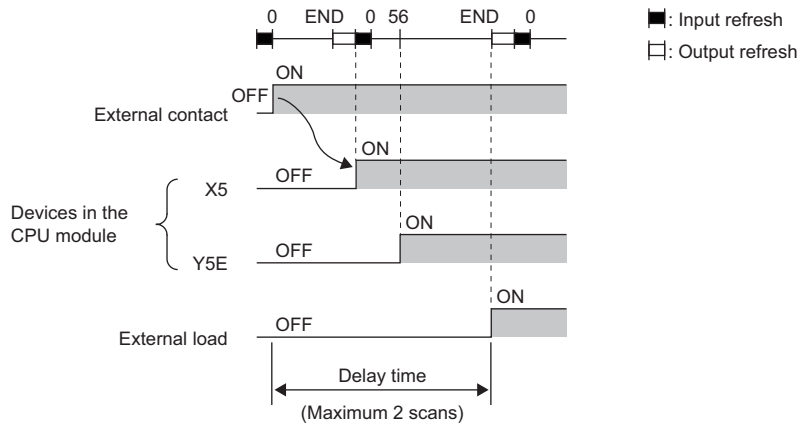 0 END 0 56 END 0
: Input refresh
: Output refresh
ON
OFF
External contact
ON
OFF
X5
Devices in the
CPU module
ON
OFF
Y5E
ON
OFF
External load
Delay time
(Maximum 2 scans)